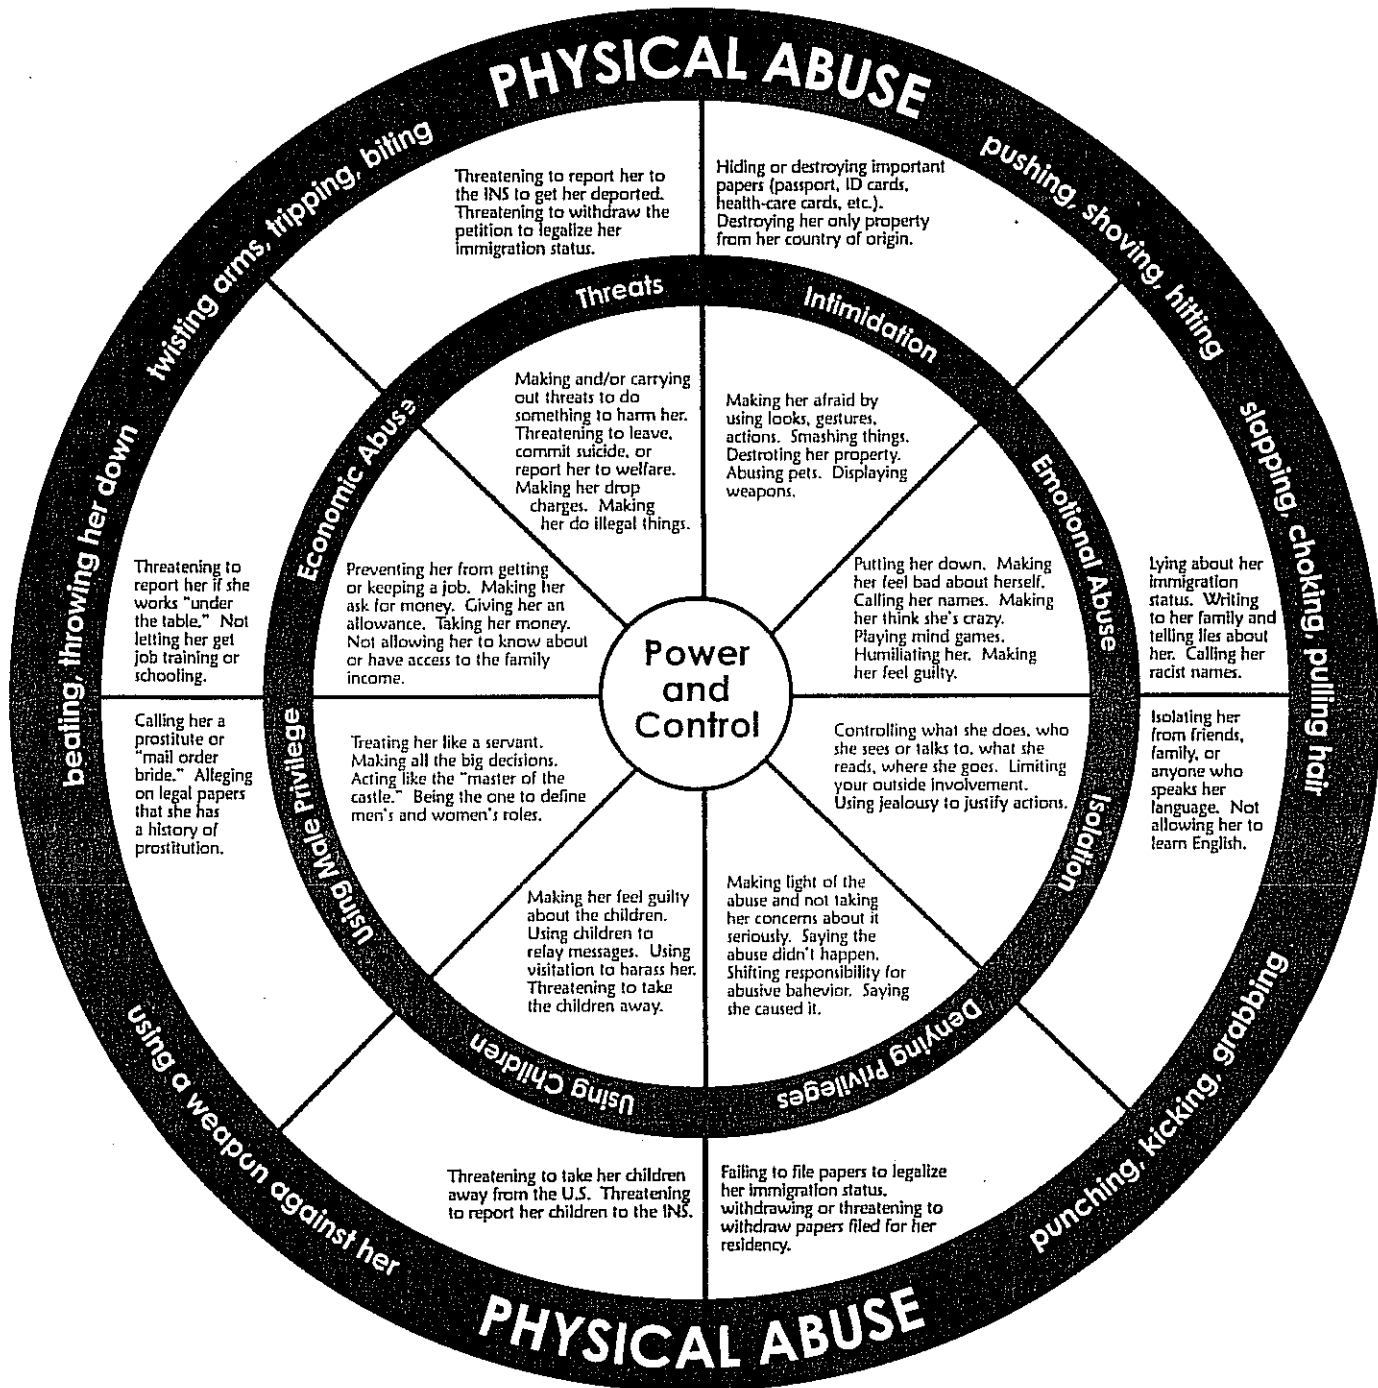 PHYSICAL ABUSE
pushing, shoving, hitting
slapping, choking, pulling hair
punching, kicking, grabbing
PHYSICAL ABUSE
using a weapon against her
beating, throwing her down
twisting arms, tripping, biting
Threatening to report her to
the INS to get her deported.
Threatening to withdraw the
petition to legalize her
immigration status.
Hiding or destroying important
papers (passport, ID cards,
health-care cards, etc.).
Destroying her only property
from her country of origin.
Lying about her
immigration
status. Writing
to her family and
telling lies about
her. Calling her
racist names.
Isolating her
from friends,
family, or
anyone who
speaks her
language. Not
allowing her to
learn English.
Failing to file papers to legalize
her immigration status,
withdrawing or threatening to
withdraw papers filed for her
residency.
Threatening to take her children
away from the U.S. Threatening
to report her children to the INS.
Calling her a
prostitute or
"mail order
bride." Alleging
on legal papers
that she has
a history of
prostitution.
Threatening to
report her if she
works "under
the table." Not
letting her get
job training or
schooling.
Threats
Making and/or carrying
out threats to do
something to harm her.
Threatening to leave,
commit suicide, or
report her to welfare.
Making her drop
charges. Making
her do illegal things.
Intimidation
Making her afraid by
using looks, gestures,
actions. Smashing things.
Destroting her property.
Abusing pets. Displaying
weapons.
Emotional Abuse
Putting her down. Making
her feel bad about herself.
Calling her names. Making
her think she's crazy.
Playing mind games.
Humiliating her. Making
her feel guilty.
Isolation
Controlling what she does, who
she sees or talks to, what she
reads, where she goes. Limiting
your outside involvement.
Using jealousy to justify actions.
Denying Privileges
Making light of the
abuse and not taking
her concerns about it
seriously. Saying the
abuse didn't happen.
Shifting responsibility for
abusive bahevior. Saying
she caused it.
Using Children
Making her feel guilty
about the children.
Using children to
relay messages. Using
visitation to harass her.
Threatening to take
the children away.
Using Male Privilege
Treating her like a servant.
Making all the big decisions.
Acting like the "master of the
castle." Being the one to define
men's and women's roles.
Economic Abuse
Preventing her from getting
or keeping a job. Making her
ask for money. Giving her an
allowance. Taking her money.
Not allowing her to know about
or have access to the family
income.
Power
and
Control